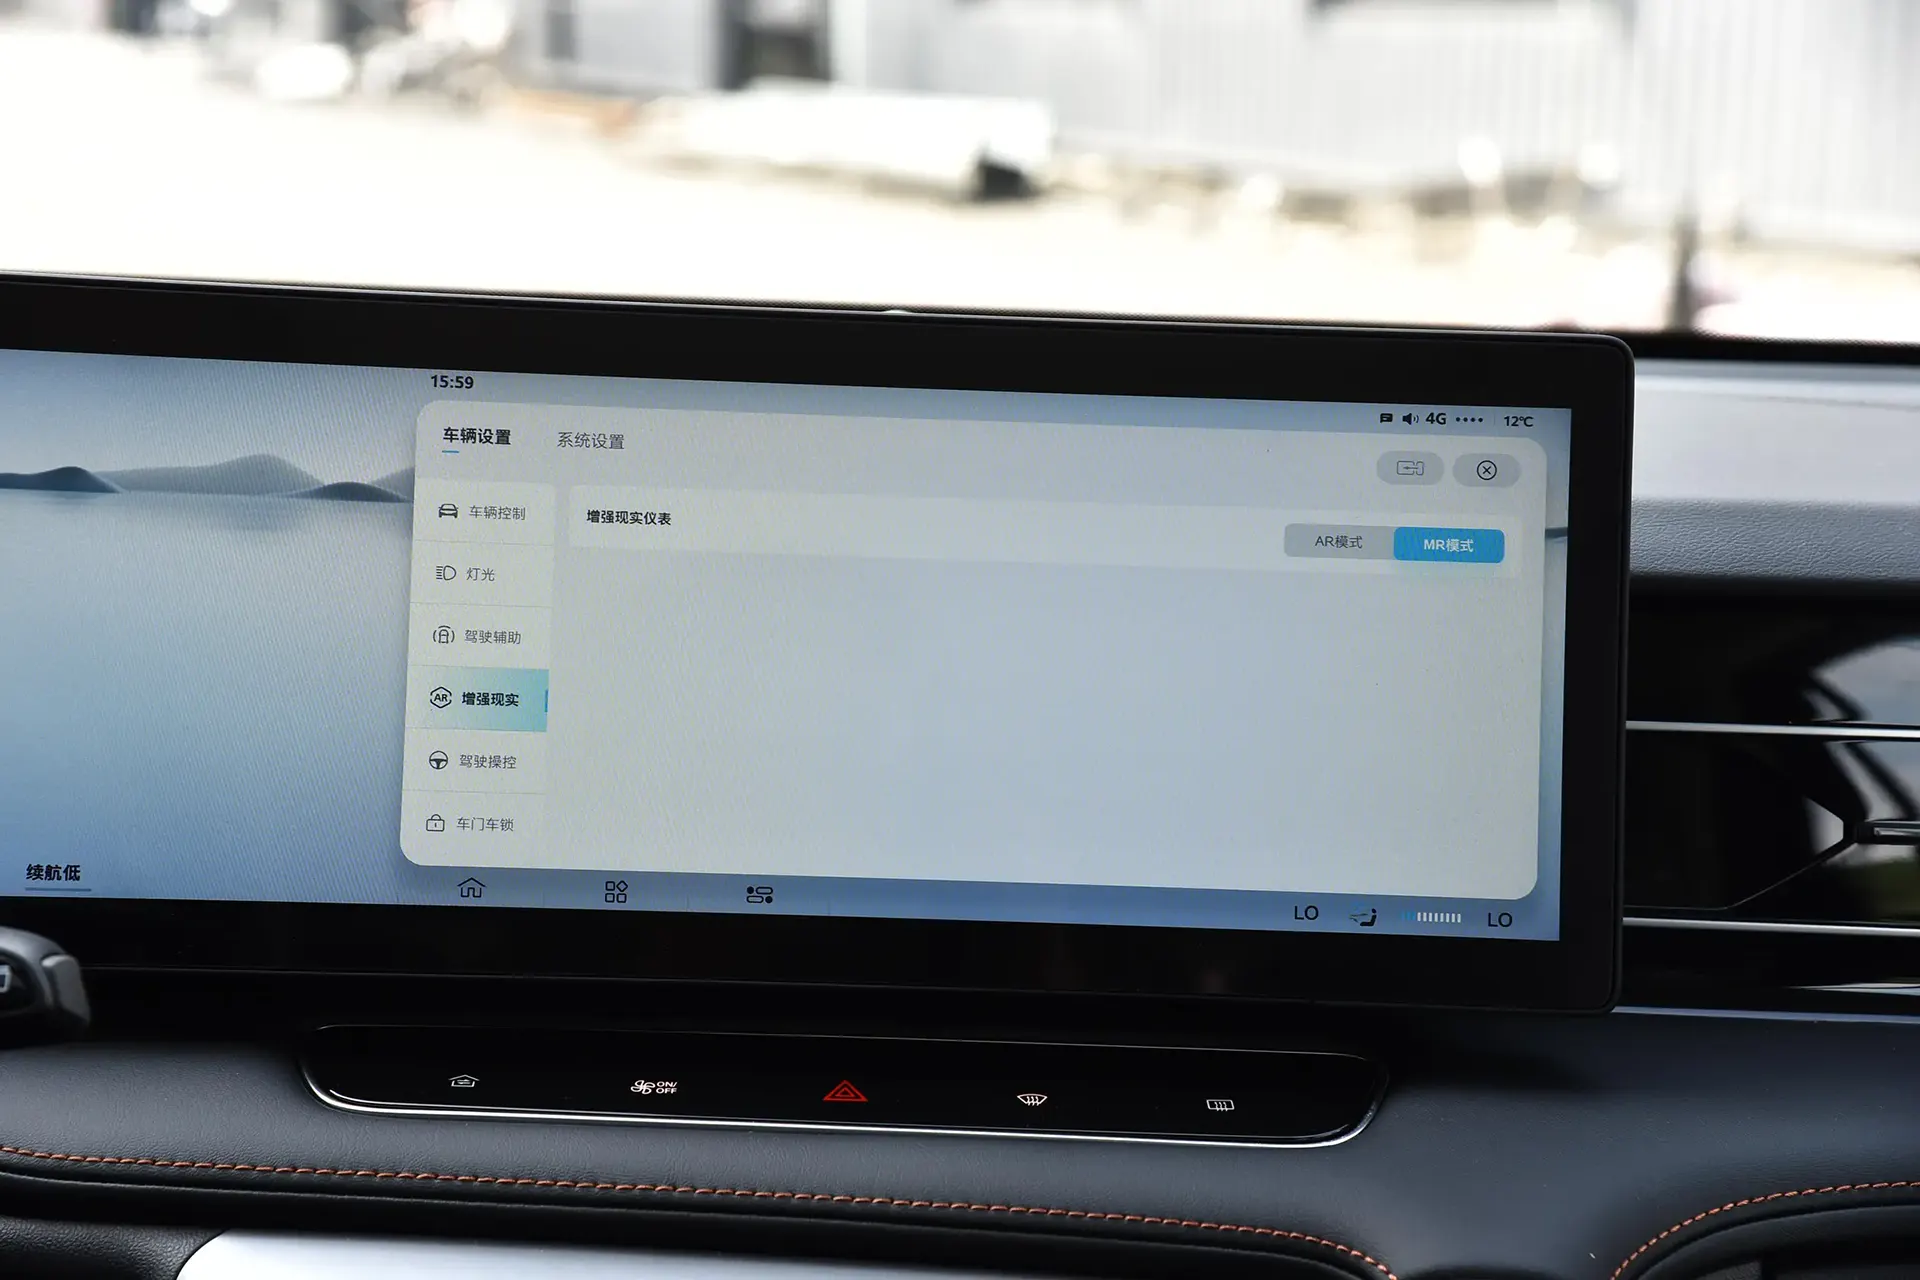 15:59
4G 12℃
车辆设置 系统设置
车辆控制
增强现实仪表
AR模式 MR模式
灯光
驾驶辅助
AR 增强现实
驾驶操控
车门车锁
续航低
LO LO
ON/
OFF